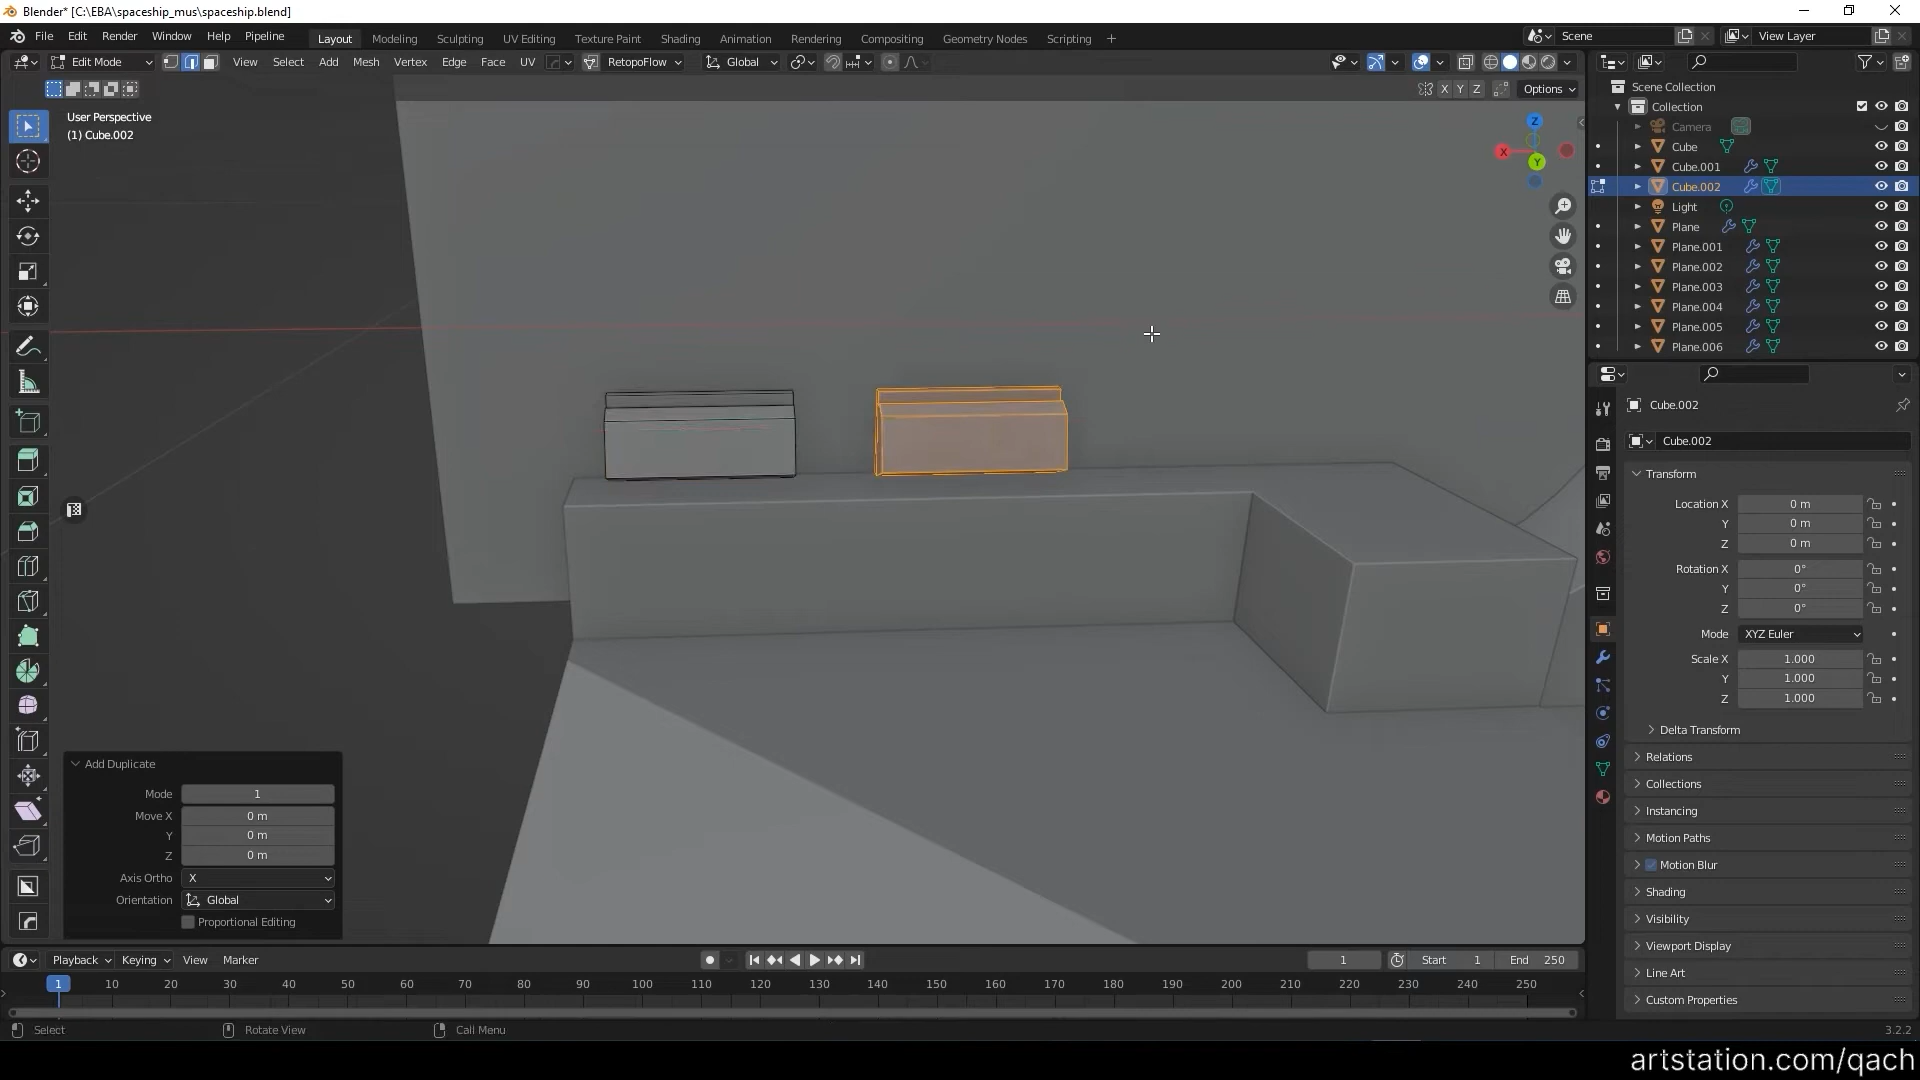 Blender* [C:\EBA\spaceship_mus\spaceship.blend]
File Edit Render Window Help Pipeline Layout Modeling Sculpting UV Editing Texture Paint Shading Animation Rendering Compositing Geometry Nodes Scripting + Scene View Layer
Edit Mode View Select Add Mesh Vertex Edge Face UV RetopoFlow Global
X Y Z Options
User Perspective
(1) Cube.002
Z
X
Y
Scene Collection
Collection
Camera
Cube
Cube.001
Cube.002
Light
Plane
Plane.001
Plane.002
Plane.003
Plane.004
Plane.005
Plane.006
Cube.002
Cube.002
Transform
Location X 0 m
Y 0 m
Z 0 m
Rotation X 0°
Y 0°
Z 0°
Mode XYZ Euler
Scale X 1.000
Y 1.000
Z 1.000
Delta Transform
Relations
Collections
Instancing
Motion Paths
Motion Blur
Shading
Visibility
Viewport Display
Line Art
Custom Properties
Add Duplicate
Mode 1
Move X 0 m
Y 0 m
Z 0 m
Axis Ortho X
Orientation Global
Proportional Editing
Playback Keying View Marker 1 Start 1 End 250
1 10 20 30 40 50 60 70 80 90 100 110 120 130 140 150 160 170 180 190 200 210 220 230 240 250
Select Rotate View Call Menu 3.2.2
artstation.com/qach